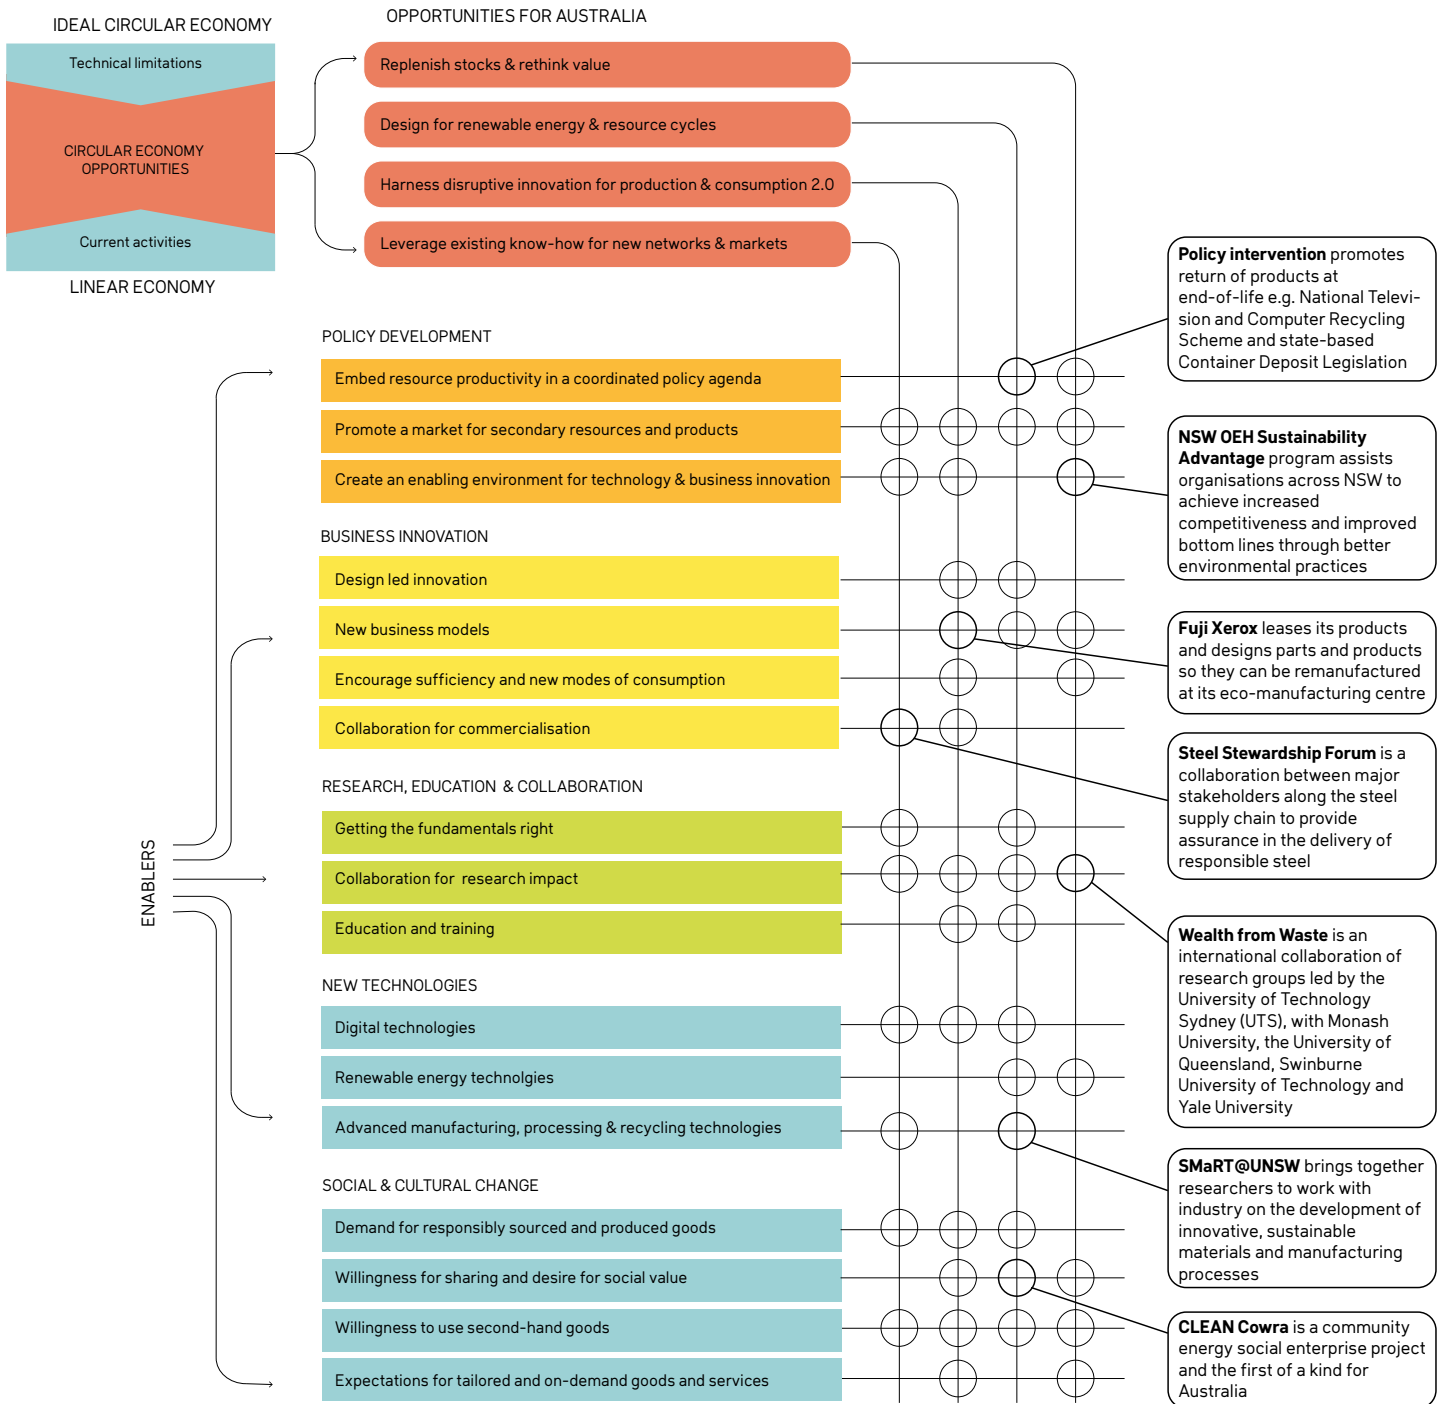 IDEAL CIRCULAR ECONOMY
Technical limitations
CIRCULAR ECONOMY
OPPORTUNITIES
Current activities
LINEAR ECONOMY
OPPORTUNITIES FOR AUSTRALIA
Replenish stocks & rethink value
Design for renewable energy & resource cycles
Harness disruptive innovation for production & consumption 2.0
Leverage existing know-how for new networks & markets
ENABLERS
POLICY DEVELOPMENT
Embed resource productivity in a coordinated policy agenda
Promote a market for secondary resources and products
Create an enabling environment for technology & business innovation
BUSINESS INNOVATION
Design led innovation
New business models
Encourage sufficiency and new modes of consumption
Collaboration for commercialisation
RESEARCH, EDUCATION & COLLABORATION
Getting the fundamentals right
Collaboration for research impact
Education and training
NEW TECHNOLOGIES
Digital technologies
Renewable energy technolgies
Advanced manufacturing, processing & recycling technologies
SOCIAL & CULTURAL CHANGE
Demand for responsibly sourced and produced goods
Willingness for sharing and desire for social value
Willingness to use second-hand goods
Expectations for tailored and on-demand goods and services
Policy intervention promotes
return of products at
end-of-life e.g. National Televi-
sion and Computer Recycling
Scheme and state-based
Container Deposit Legislation
NSW OEH Sustainability
Advantage program assists
organisations across NSW to
achieve increased
competitiveness and improved
bottom lines through better
environmental practices
Fuji Xerox leases its products
and designs parts and products
so they can be remanufactured
at its eco-manufacturing centre
Steel Stewardship Forum is a
collaboration between major
stakeholders along the steel
supply chain to provide
assurance in the delivery of
responsible steel
Wealth from Waste is an
international collaboration of
research groups led by the
University of Technology
Sydney (UTS), with Monash
University, the University of
Queensland, Swinburne
University of Technology and
Yale University
SMaRT@UNSW brings together
researchers to work with
industry on the development of
innovative, sustainable
materials and manufacturing
processes
CLEAN Cowra is a community
energy social enterprise project
and the first of a kind for
Australia